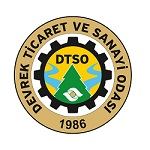 DEVREK TİCARET VE SANAYİ ODASI
DTSO
1986